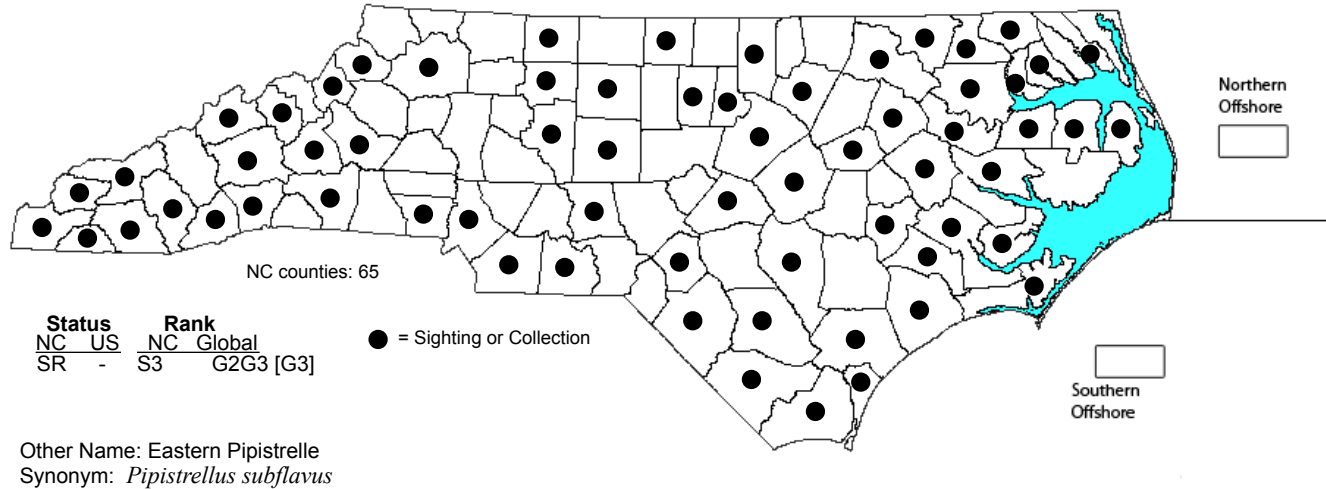 Northern
Offshore
NC counties: 65
Status Rank
NC US NC Global
SR - S3 G2G3 [G3]
= Sighting or Collection
Southern
Offshore
Other Name: Eastern Pipistrelle
Synonym: Pipistrellus subflavus